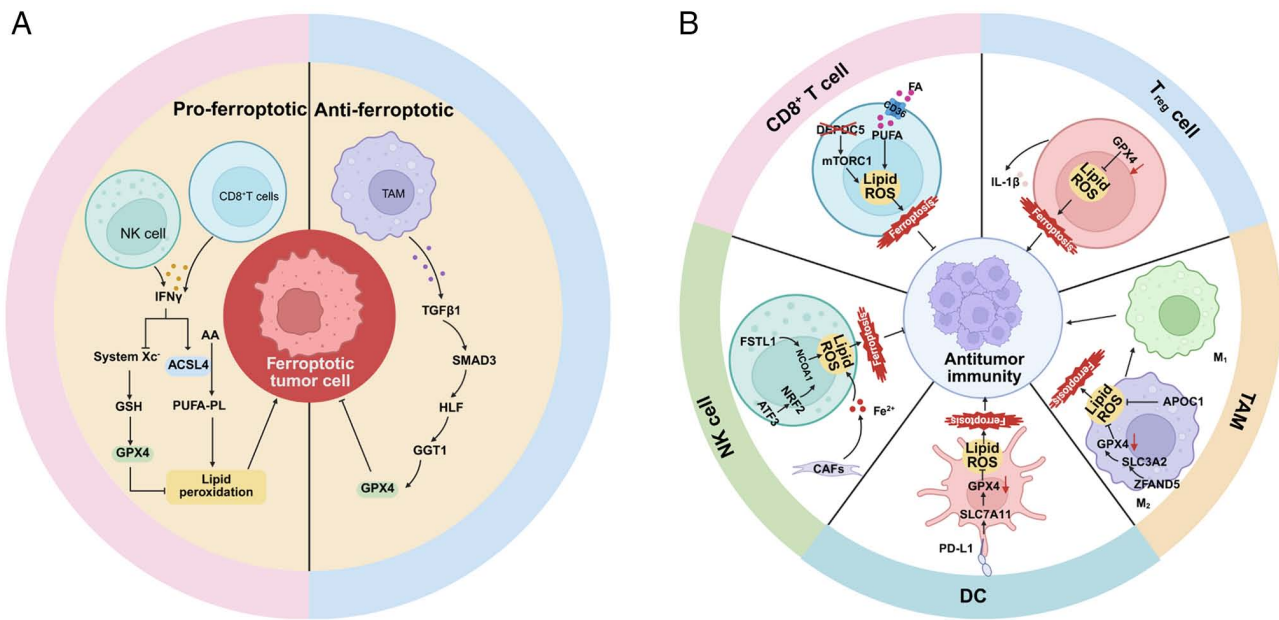 A
Pro-ferroptotic
Anti-ferroptotic
NK cell
CD8⁺T cells
TAM
IFNγ
AA
System Xc⁻
ACSL4
GSH
PUFA-PL
GPX4
Lipid
peroxidation
Ferroptotic
tumor cell
TGFβ1
SMAD3
HLF
GGT1
GPX4
B
CD8⁺ T cell
FA
CD36
DEPDC5
PUFA
mTORC1
Lipid
ROS
Ferroptosis
Treg cell
GPX4
IL-1β
Lipid
ROS
Ferroptosis
NK cell
FSTL1
NCOA1
Lipid
ROS
Ferroptosis
NRF2
ATF3
Fe²⁺
CAFs
Antitumor
immunity
TAM
M₁
Ferroptosis
Lipid
ROS
APOC1
GPX4
SLC3A2
ZFAND5
M₂
DC
Ferroptosis
Lipid
ROS
GPX4
SLC7A11
PD-L1